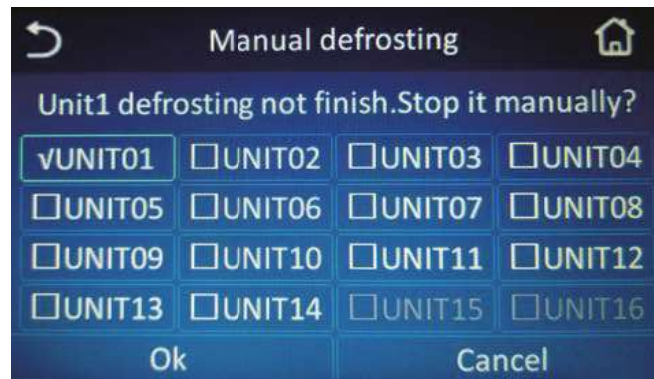 Manual defrosting
Unit1 defrosting not finish.Stop it manually?
√UNIT01 □UNIT02 □UNIT03 □UNIT04
□UNIT05 □UNIT06 □UNIT07 □UNIT08
□UNIT09 □UNIT10 □UNIT11 □UNIT12
□UNIT13 □UNIT14 □UNIT15 □UNIT16
Ok Cancel